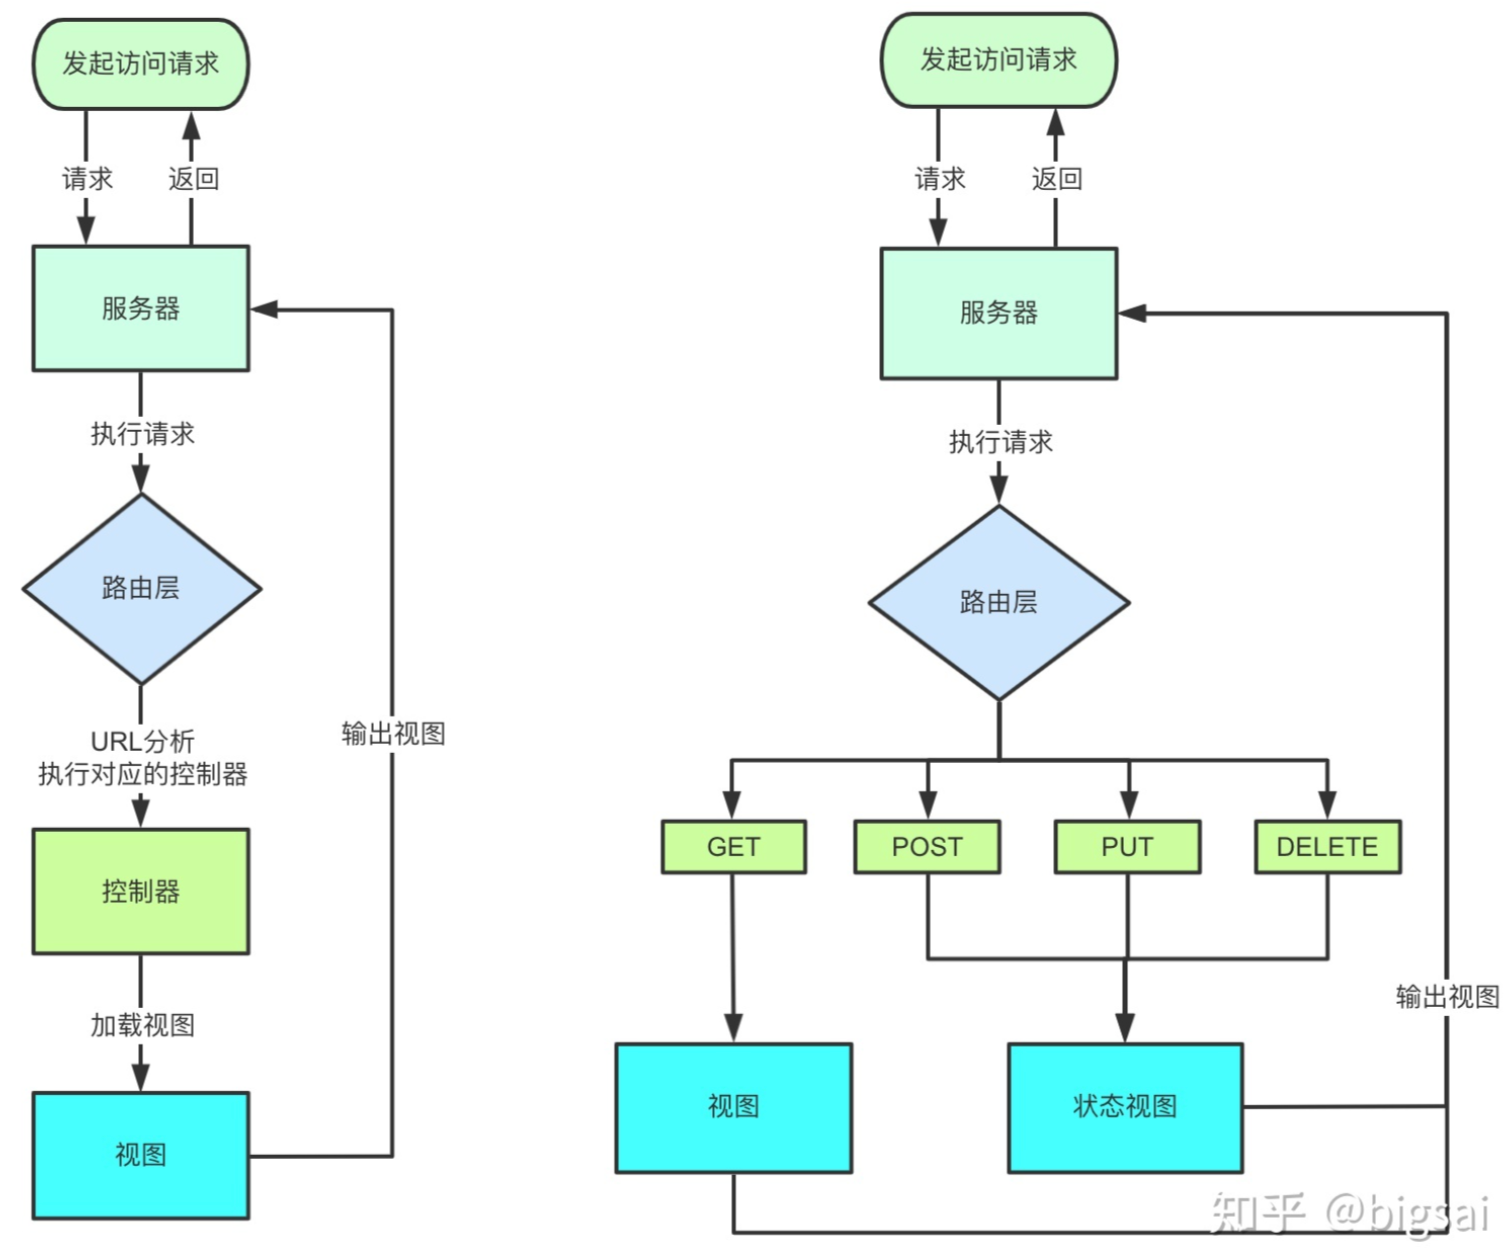 发起访问请求
请求
返回
服务器
执行请求
路由层
URL分析
执行对应的控制器
控制器
加载视图
视图
输出视图
发起访问请求
请求
返回
服务器
执行请求
路由层
GET
POST
PUT
DELETE
视图
状态视图
输出视图
知乎 @bigsai